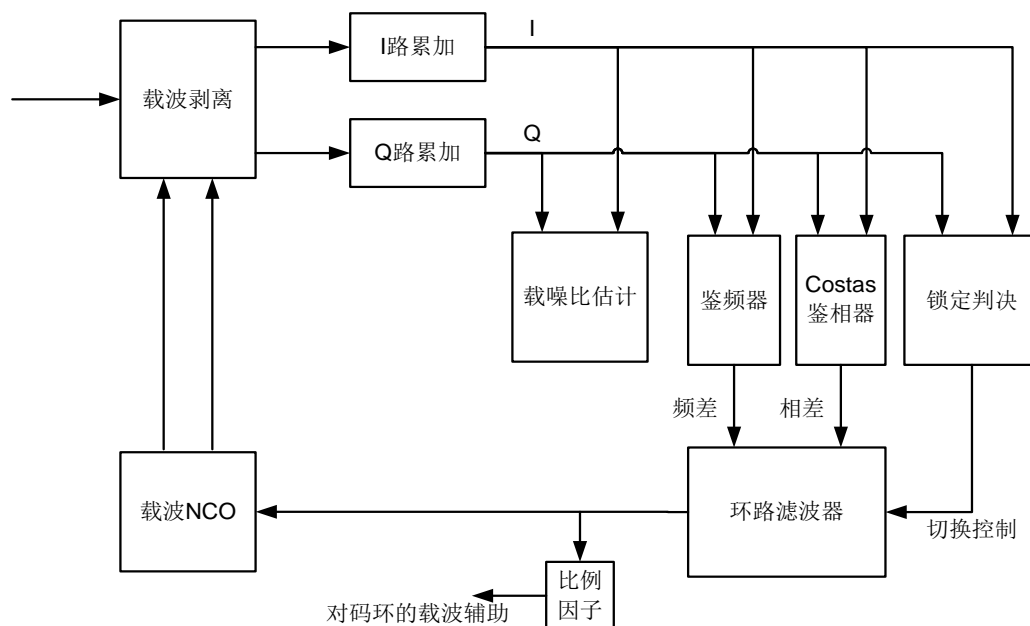 I路累加
I
载波剥离
Q路累加
Q
载噪比估计
鉴频器
Costas
鉴相器
锁定判决
频差
相差
载波NCO
环路滤波器
切换控制
比例
因子
对码环的载波辅助